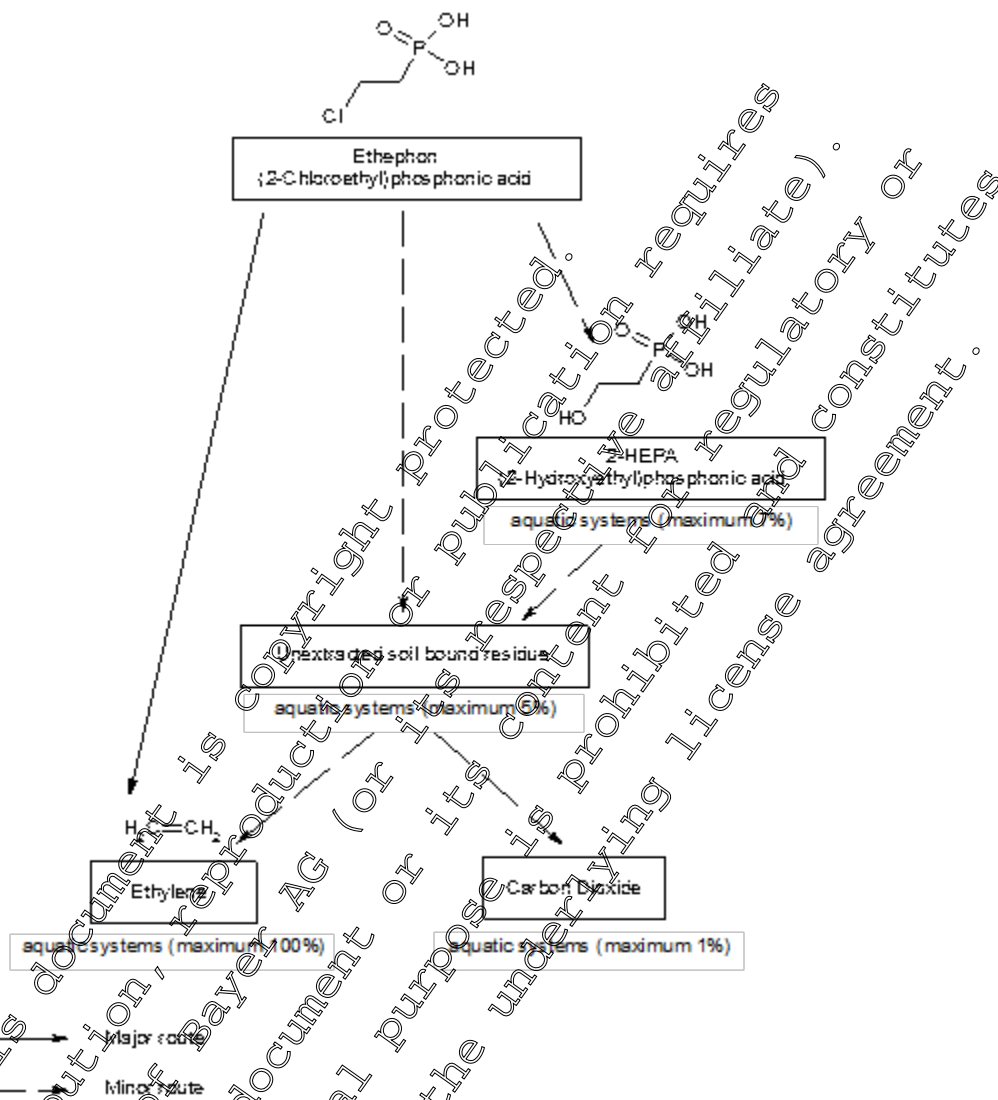 O
OH
P
OH
Cl
Ethephon
(2-Chloroethyl)phosphonic acid
O
OH
P
OH
HO
2-HEPA
(2-Hydroxyethyl)phosphonic acid
aquatic systems (maximum 7%)
Unextracted soil bound residue
aquatic systems (maximum 5%)
H2C=CH2
Ethylene
Carbon Dioxide
aquatic systems (maximum 100%)
aquatic systems (maximum 1%)
Major route
Minor route
document is copyright protected.
reproduction or publication requires
of Bayer AG (or its respective affiliate).
document or its content for regulatory or
purpose is prohibited and constitutes
the underlying license agreement.